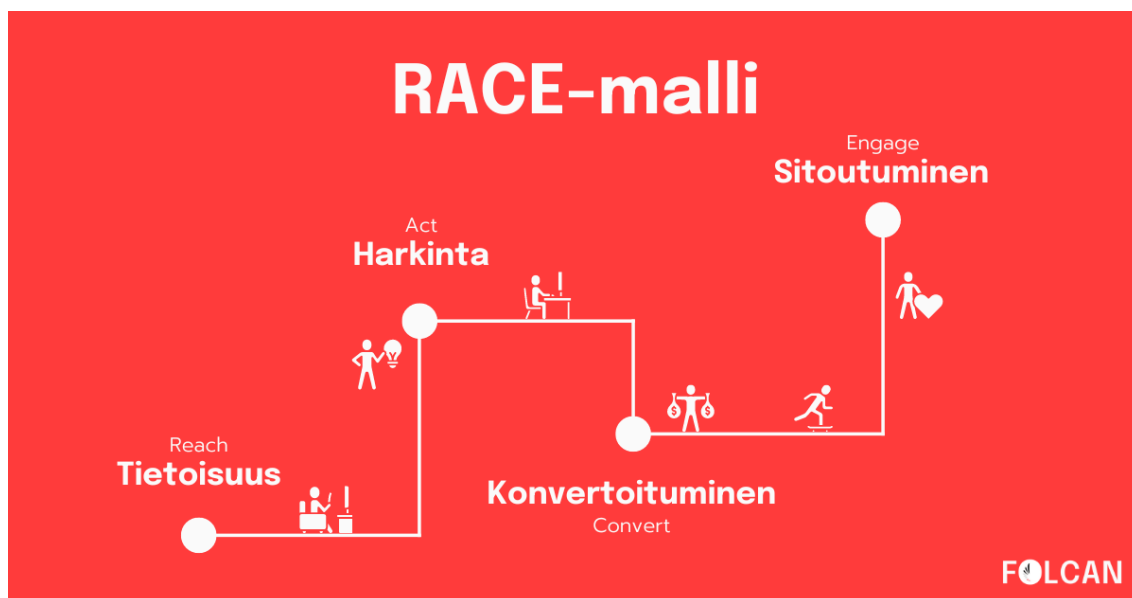 RACE-malli
Engage
Sitoutuminen
Act
Harkinta
Reach
Tietoisuus
Konvertoituminen
Convert
FOLCAN